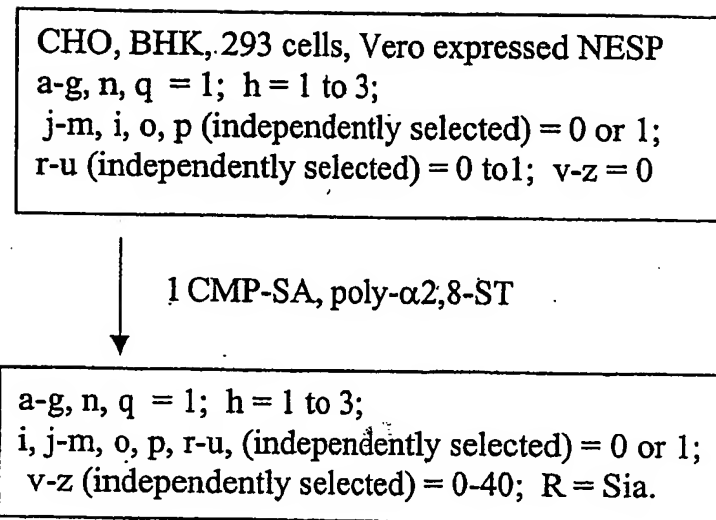 CHO, BHK, 293 cells, Vero expressed NESP
a-g, n, q = 1; h = 1 to 3;
j-m, i, o, p (independently selected) = 0 or 1;
r-u (independently selected) = 0 to1; v-z = 0
1 CMP-SA, poly-α2,8-ST
a-g, n, q = 1; h = 1 to 3;
i, j-m, o, p, r-u, (independently selected) = 0 or 1;
v-z (independently selected) = 0-40; R = Sia.